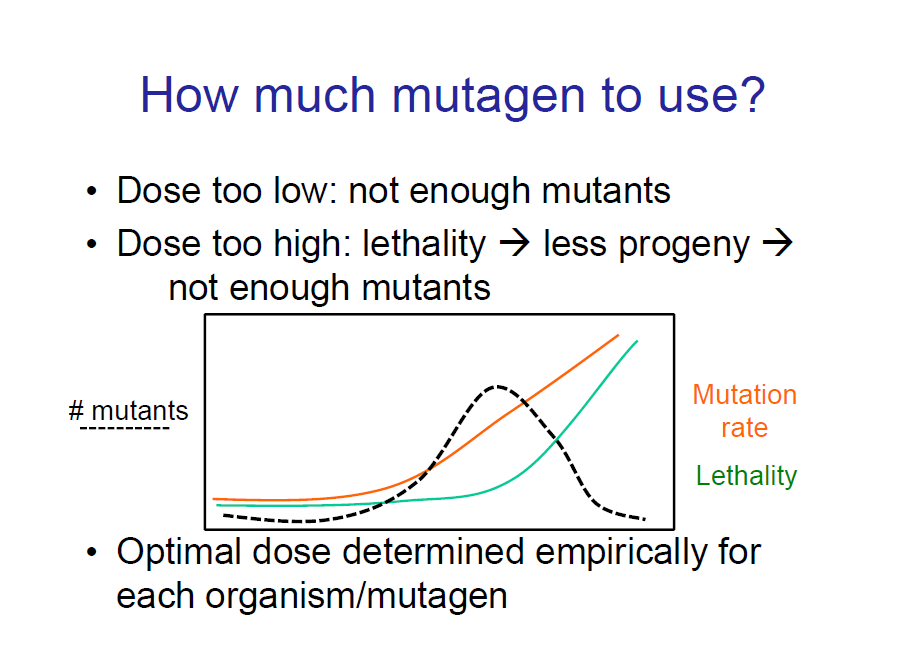 How much mutagen to use?
• Dose too low: not enough mutants
• Dose too high: lethality → less progeny →
not enough mutants
# mutants
Mutation
rate
Lethality
• Optimal dose determined empirically for
each organism/mutagen